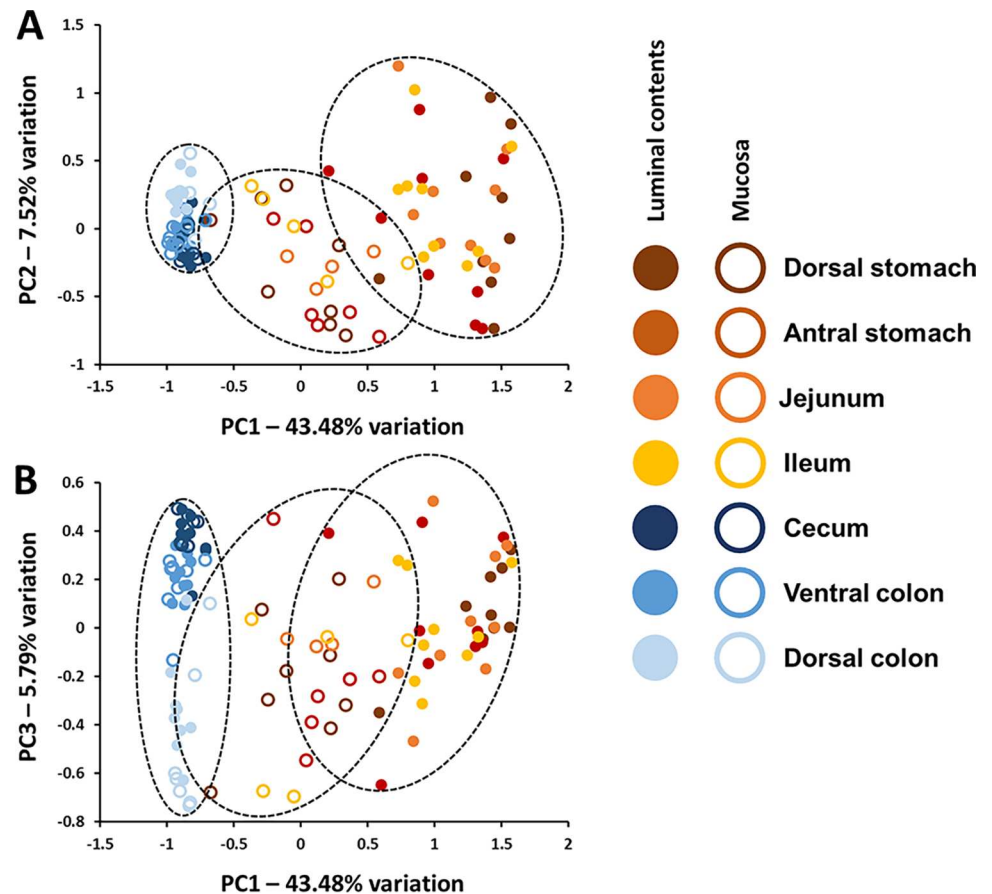 A
1.5
1
0.5
0
-0.5
-1
-1.5
-1
-0.5
0
0.5
1
1.5
2
PC2 – 7.52% variation
PC1 – 43.48% variation
B
0.6
0.4
0.2
0
-0.2
-0.4
-0.6
-0.8
-1.5
-1
-0.5
0
0.5
1
1.5
2
PC3 – 5.79% variation
PC1 – 43.48% variation
Luminal contents
Mucosa
Dorsal stomach
Antral stomach
Jejunum
Ileum
Cecum
Ventral colon
Dorsal colon